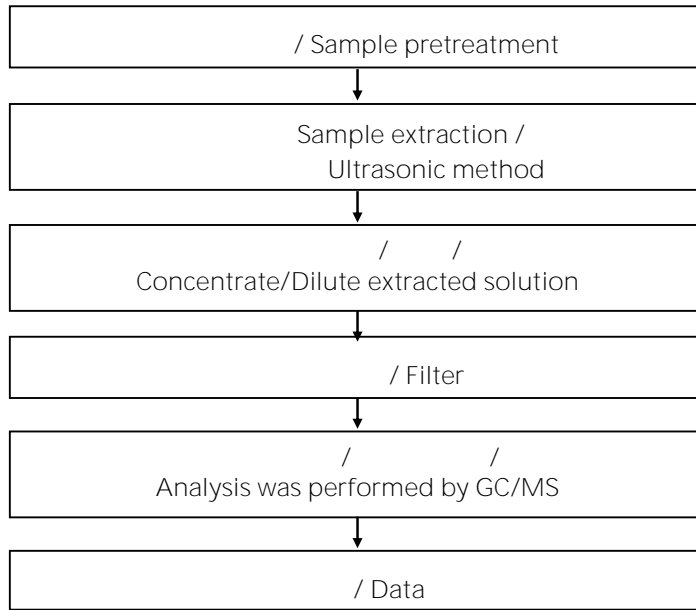 / Sample pretreatment
Sample extraction /
Ultrasonic method
/ /
Concentrate/Dilute extracted solution
/ Filter
/ /
Analysis was performed by GC/MS
/ Data